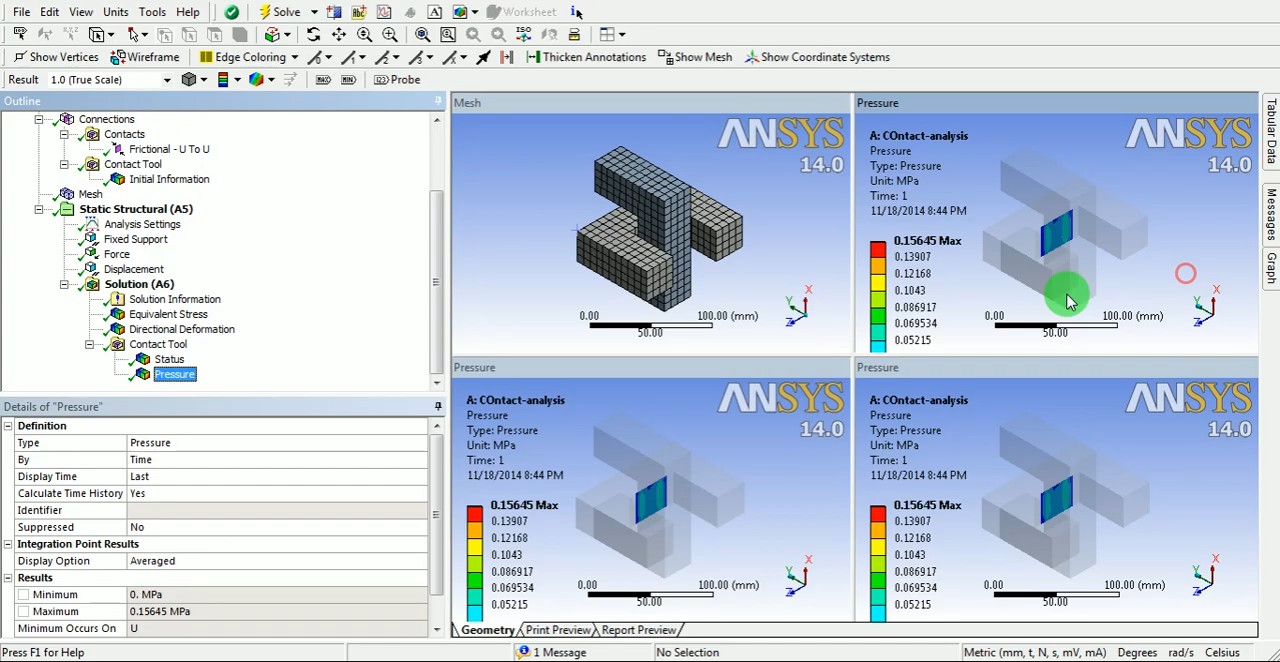 File Edit View Units Tools Help Solve Worksheet
Show Vertices Wireframe Edge Coloring Thicken Annotations Show Mesh Show Coordinate Systems
Result 1.0 (True Scale) Probe
Outline
Connections
Contacts
Frictional - U To U
Contact Tool
Initial Information
Mesh
Static Structural (A5)
Analysis Settings
Fixed Support
Force
Displacement
Solution (A6)
Solution Information
Equivalent Stress
Directional Deformation
Contact Tool
Status
Pressure
Details of "Pressure"
Definition
Type Pressure
By Time
Display Time Last
Calculate Time History Yes
Identifier
Suppressed No
Integration Point Results
Display Option Averaged
Results
Minimum 0. MPa
Maximum 0.15645 MPa
Minimum Occurs On U
Mesh
ANSYS
14.0
0.00 100.00 (mm)
50.00
X
Y
Z
Pressure
A: COntact-analysis
Pressure
Type: Pressure
Unit: MPa
11/18/2014 8:44 PM
0.15645 Max
0.13907
0.12168
0.1043
0.086917
0.069534
0.05215
ANSYS
14.0
0.00 100.00 (mm)
50.00
X
Y
Z
Pressure
A: COntact-analysis
Pressure
Type: Pressure
Unit: MPa
Time: 1
11/18/2014 8:44 PM
0.15645 Max
0.13907
0.12168
0.1043
0.086917
0.069534
0.05215
ANSYS
14.0
0.00 100.00 (mm)
50.00
X
Y
Z
Pressure
A: COntact-analysis
Pressure
Type: Pressure
Unit: MPa
Time: 1
11/18/2014 8:44 PM
0.15645 Max
0.13907
0.12168
0.1043
0.086917
0.069534
0.05215
ANSYS
14.0
0.00 100.00 (mm)
50.00
X
Y
Z
Tabular Data
Messages
Graph
Geometry Print Preview Report Preview
Press F1 for Help 1 Message No Selection Metric (mm, t, N, s, mV, mA) Degrees rad/s Celsius